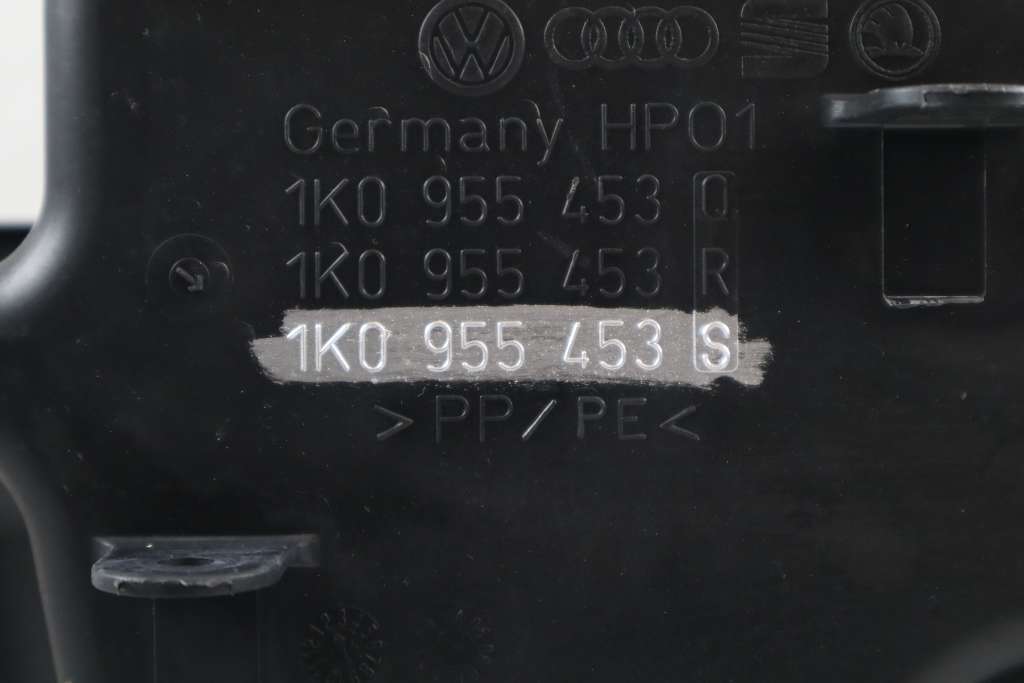 Germany HP01
1K0 955 453 Q
1K0 955 453 R
1K0 955 453 S
>PP/PE<